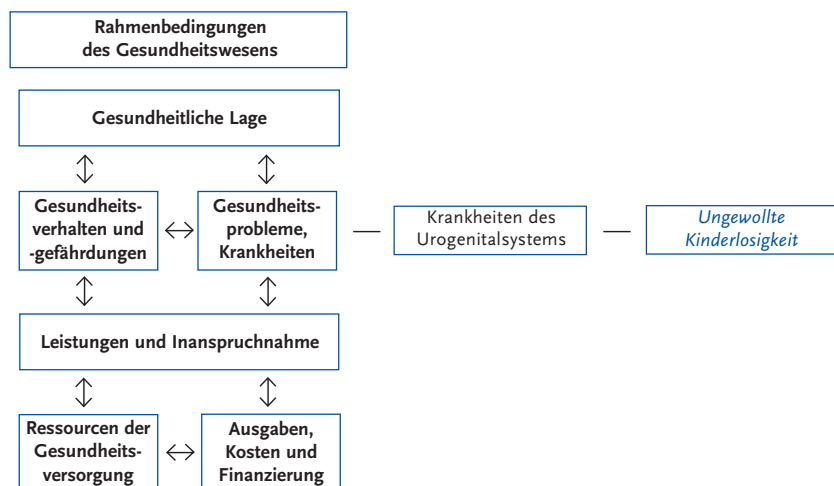 Rahmenbedingungen
des Gesundheitswesens
Gesundheitliche Lage
Gesundheits-
verhalten und
-gefährdungen
Gesundheits-
probleme,
Krankheiten
Krankheiten des
Urogenitalsystems
Ungewollte
Kinderlosigkeit
Leistungen und Inanspruchnahme
Ressourcen der
Gesundheits-
versorgung
Ausgaben,
Kosten und
Finanzierung